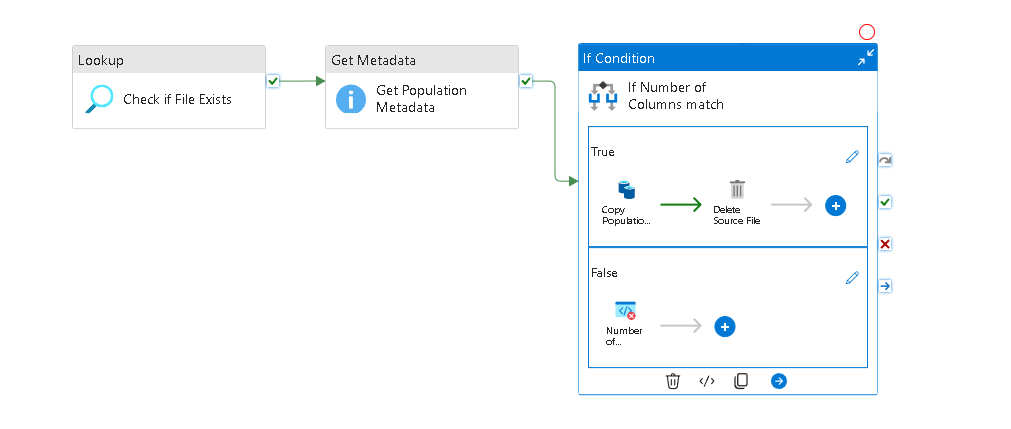 Lookup
Check if File Exists
Get Metadata
Get Population
Metadata
If Condition
If Number of
Columns match
True
Copy
Populatio...
Delete
Source File
False
Number
of...